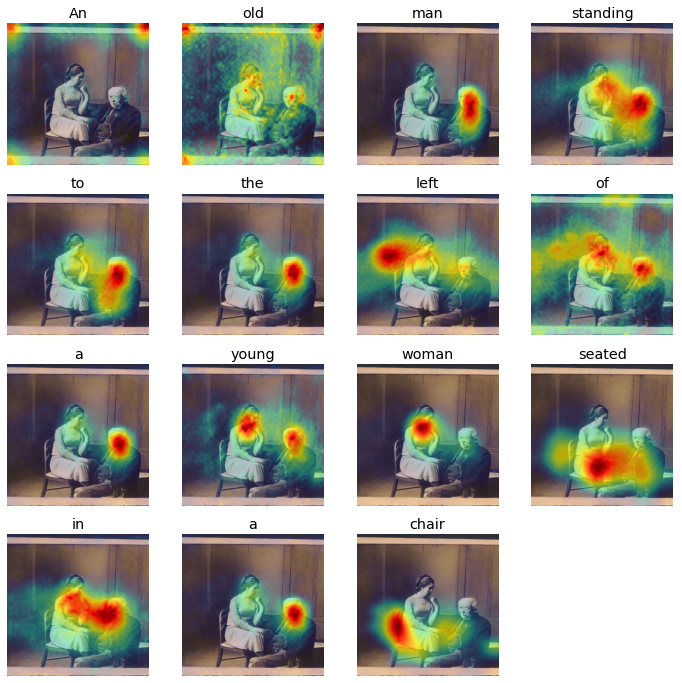 An old man standing
to the left of
a young woman seated
in a chair